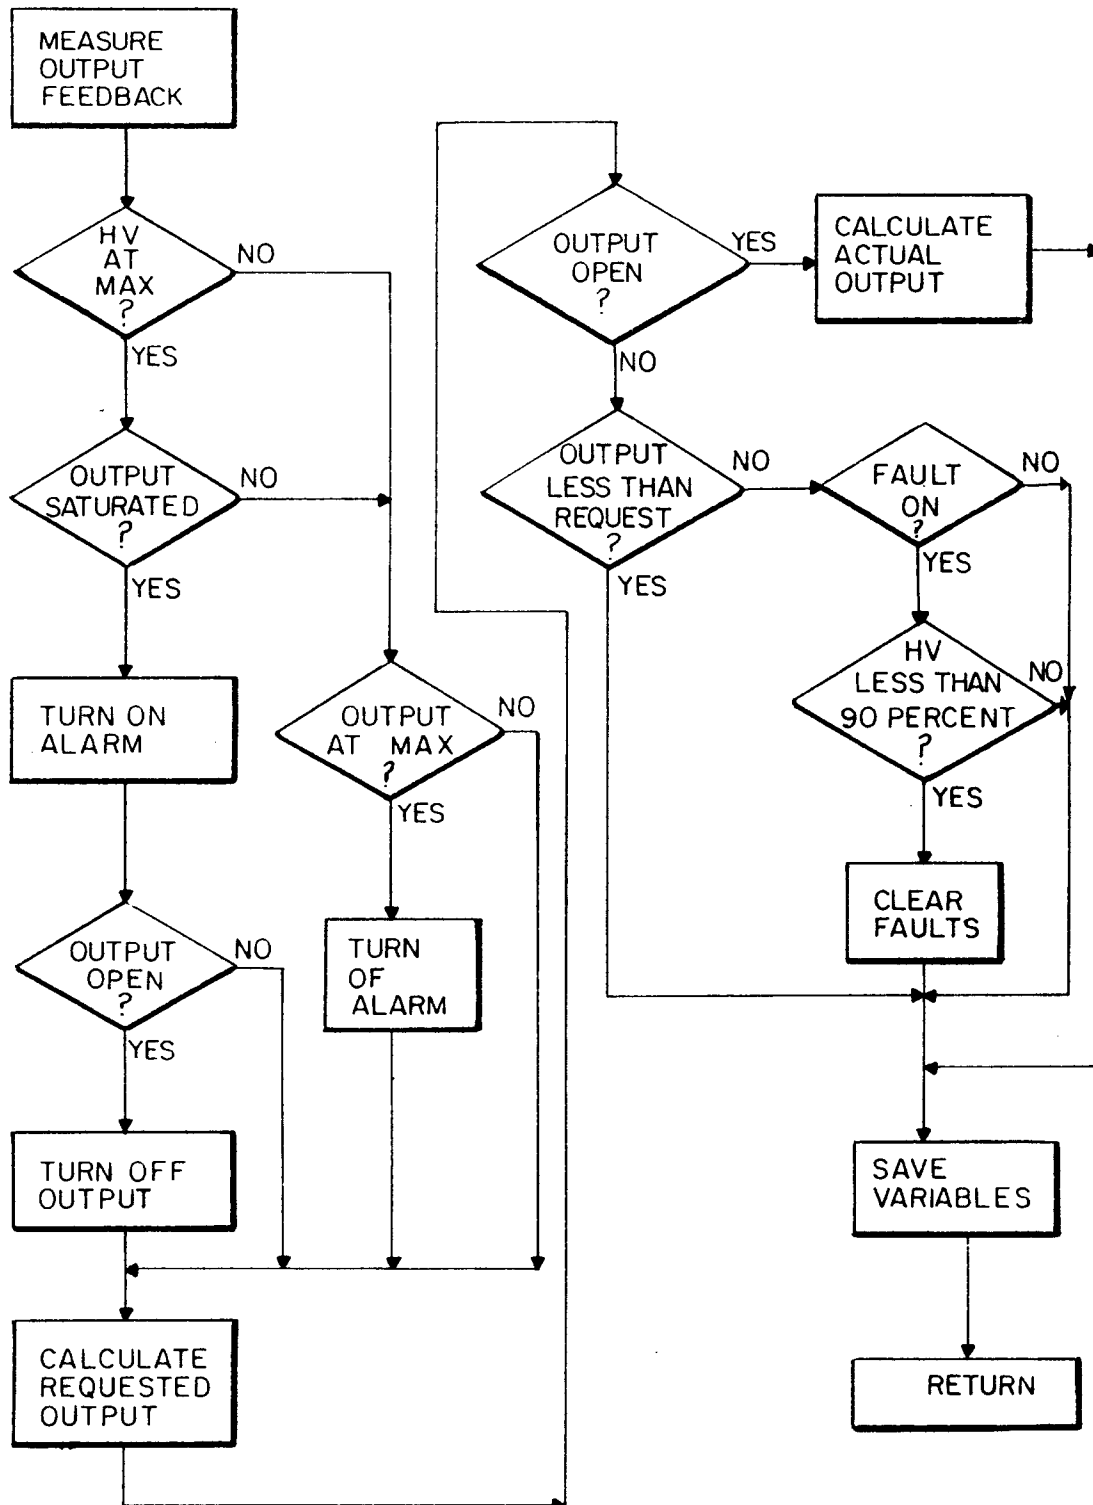 MEASURE
OUTPUT
FEEDBACK
HV
AT
MAX
?
NO
YES
OUTPUT
SATURATED
?
NO
YES
TURN ON
ALARM
OUTPUT
OPEN
?
NO
YES
TURN OFF
OUTPUT
CALCULATE
REQUESTED
OUTPUT
OUTPUT
AT MAX
?
NO
YES
TURN
OF
ALARM
OUTPUT
OPEN
?
YES
NO
CALCULATE
ACTUAL
OUTPUT
OUTPUT
LESS THAN
REQUEST
?
NO
YES
FAULT
ON
?
NO
YES
HV
LESS THAN
90 PERCENT
?
NO
YES
CLEAR
FAULTS
SAVE
VARIABLES
RETURN